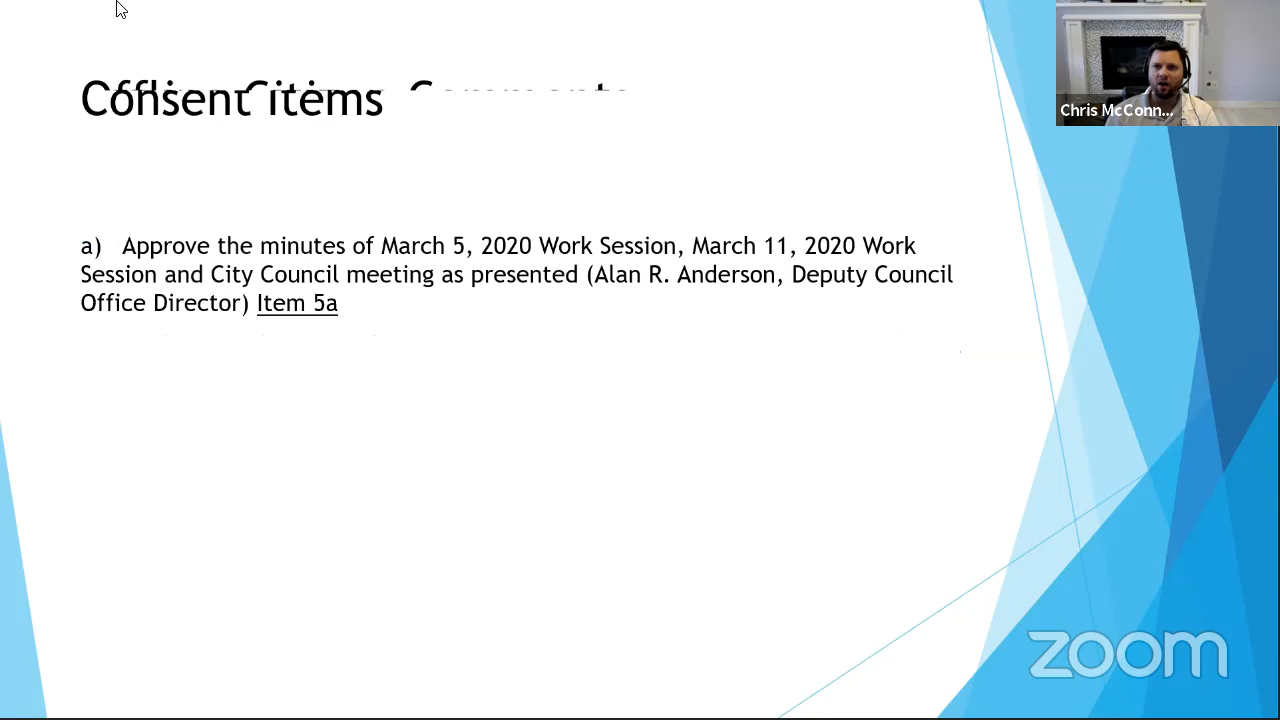 Consent items
Chris McConn...
a) Approve the minutes of March 5, 2020 Work Session, March 11, 2020 Work
Session and City Council meeting as presented (Alan R. Anderson, Deputy Council
Office Director) Item 5a
zoom